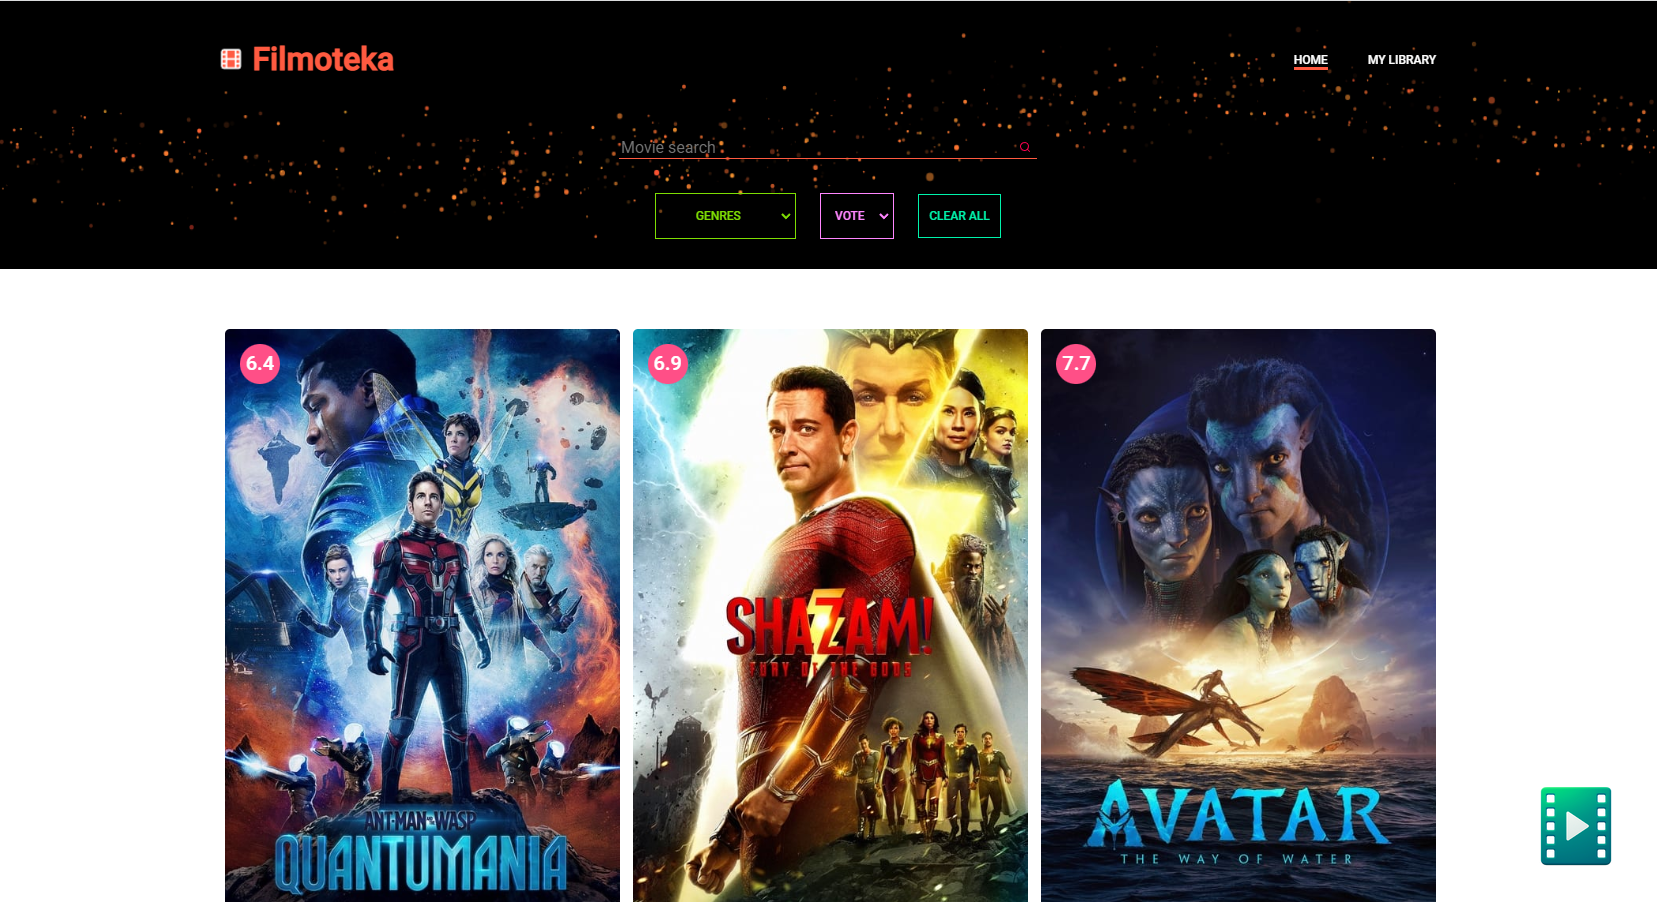 Filmoteka
HOME
MY LIBRARY
Movie search
GENRES
VOTE
CLEAR ALL
6.4
6.9
7.7
SHAZAM!
FURY OF THE GODS
ANT-MAN AND THE WASP
QUANTUMANIA
AVATAR
THE WAY OF WATER